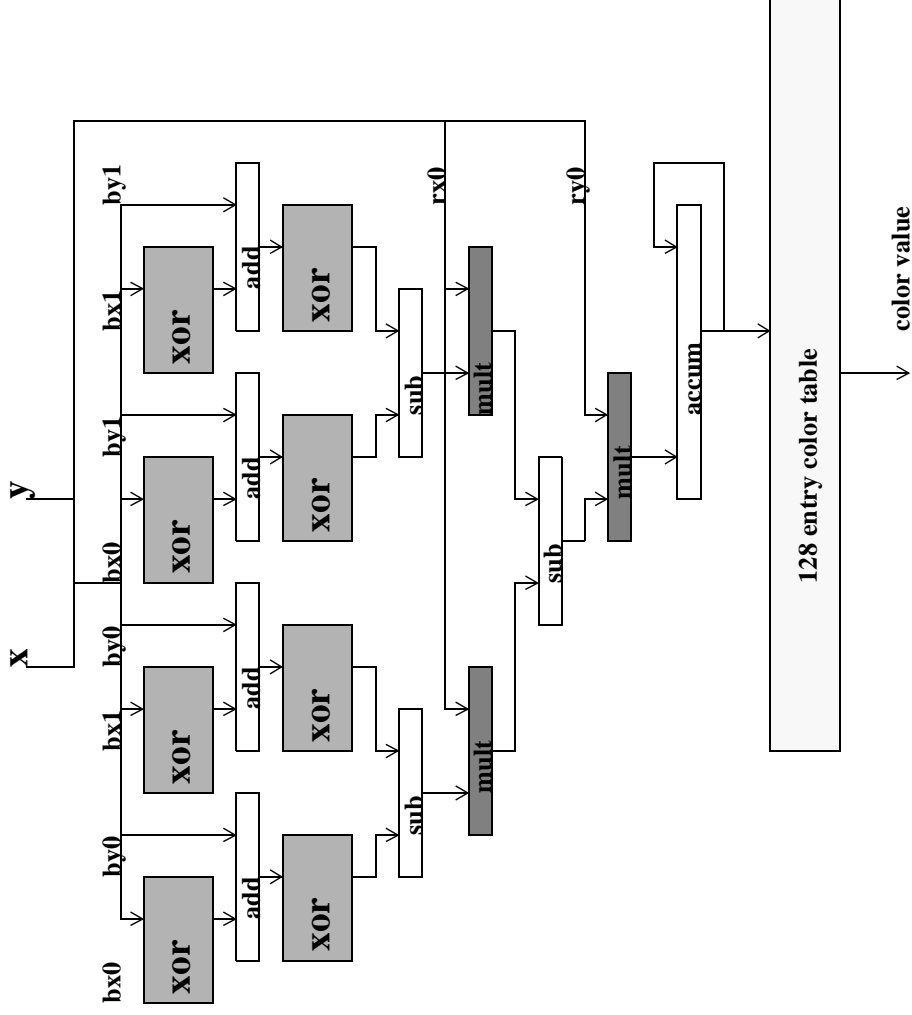 x y
bx0 by0 bx1 by0 bx0 by1 bx1 by1
xor xor xor xor
add add add add
xor xor xor xor
sub sub
rx0
mult mult
sub
ry0
mult
accum
128 entry color table
color value